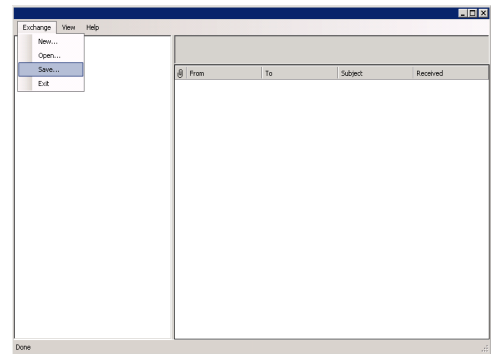 Exchange View Help
New...
Open...
Save...
Exit
From To Subject Received
Done